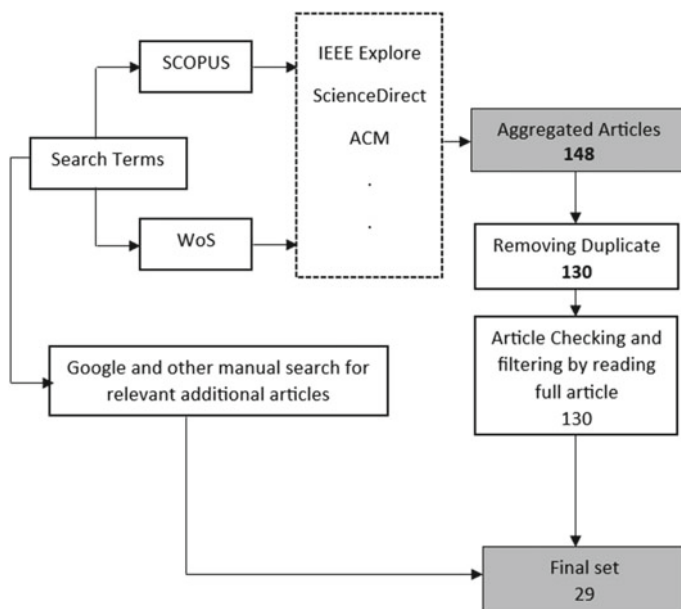 SCOPUS
IEEE Explore
ScienceDirect
ACM
.
.
Search Terms
WoS
Aggregated Articles
148
Removing Duplicate
130
Article Checking and
filtering by reading
full article
130
Google and other manual search for
relevant additional articles
Final set
29